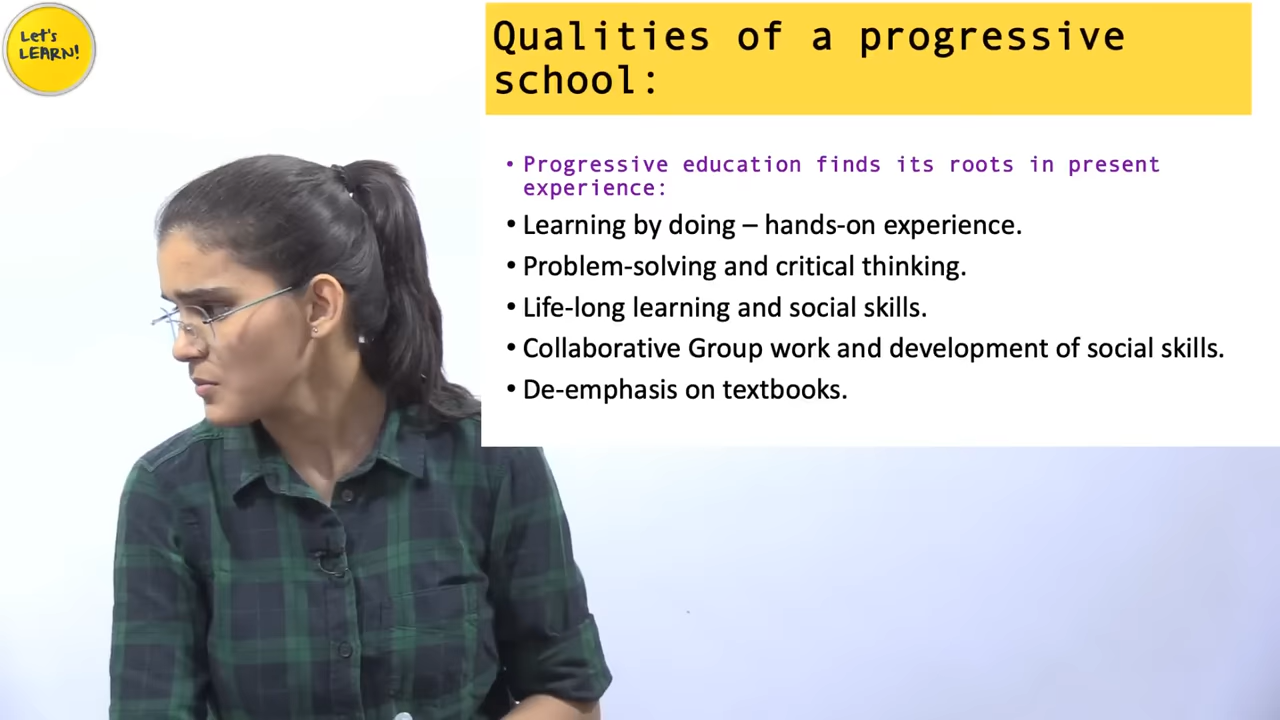 Let's
LEARN!
Qualities of a progressive
school:
• Progressive education finds its roots in present
experience:
• Learning by doing – hands-on experience.
• Problem-solving and critical thinking.
• Life-long learning and social skills.
• Collaborative Group work and development of social skills.
• De-emphasis on textbooks.